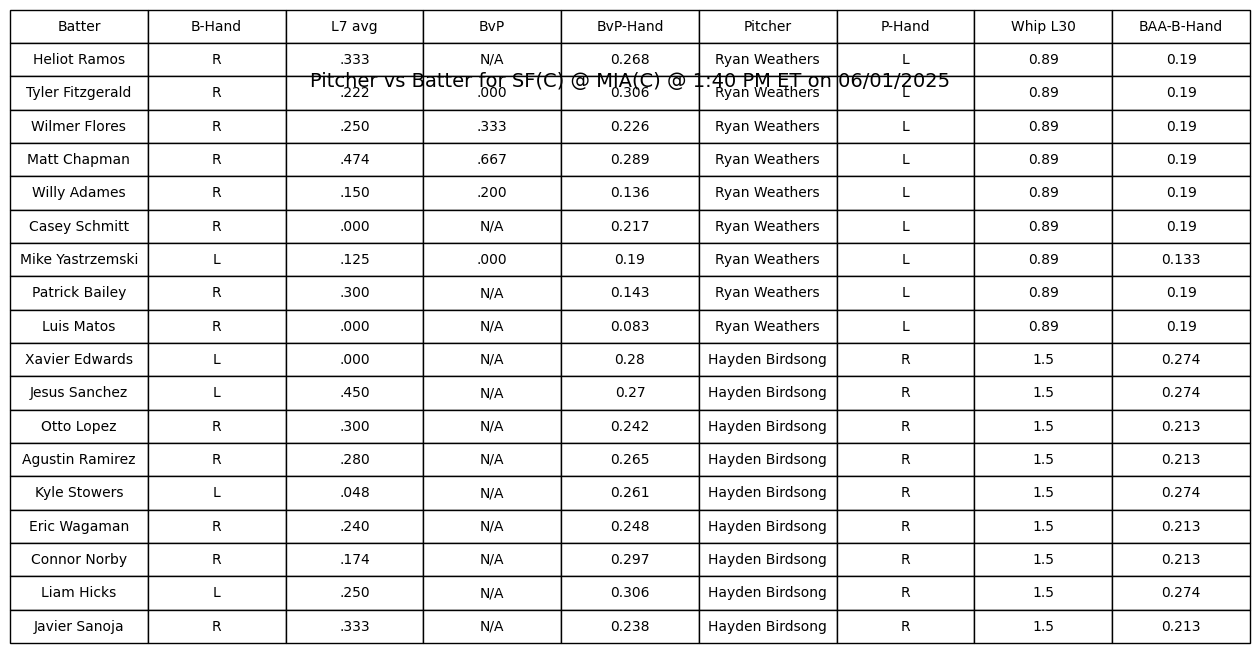 Batter B-Hand L7 avg BvP BvP-Hand Pitcher P-Hand Whip L30 BAA-B-Hand
Heliot Ramos R .333 N/A 0.268 Ryan Weathers L 0.89 0.19
Pitcher vs Batter for SF(C) @ MIA(C) @ 1:40 PM ET on 06/01/2025
Tyler Fitzgerald R .222 .000 0.306 Ryan Weathers L 0.89 0.19
Wilmer Flores R .250 .333 0.226 Ryan Weathers L 0.89 0.19
Matt Chapman R .474 .667 0.289 Ryan Weathers L 0.89 0.19
Willy Adames R .150 .200 0.136 Ryan Weathers L 0.89 0.19
Casey Schmitt R .000 N/A 0.217 Ryan Weathers L 0.89 0.19
Mike Yastrzemski L .125 .000 0.19 Ryan Weathers L 0.89 0.133
Patrick Bailey R .300 N/A 0.143 Ryan Weathers L 0.89 0.19
Luis Matos R .000 N/A 0.083 Ryan Weathers L 0.89 0.19
Xavier Edwards L .000 N/A 0.28 Hayden Birdsong R 1.5 0.274
Jesus Sanchez L .450 N/A 0.27 Hayden Birdsong R 1.5 0.274
Otto Lopez R .300 N/A 0.242 Hayden Birdsong R 1.5 0.213
Agustin Ramirez R .280 N/A 0.265 Hayden Birdsong R 1.5 0.213
Kyle Stowers L .048 N/A 0.261 Hayden Birdsong R 1.5 0.274
Eric Wagaman R .240 N/A 0.248 Hayden Birdsong R 1.5 0.213
Connor Norby R .174 N/A 0.297 Hayden Birdsong R 1.5 0.213
Liam Hicks L .250 N/A 0.306 Hayden Birdsong R 1.5 0.274
Javier Sanoja R .333 N/A 0.238 Hayden Birdsong R 1.5 0.213